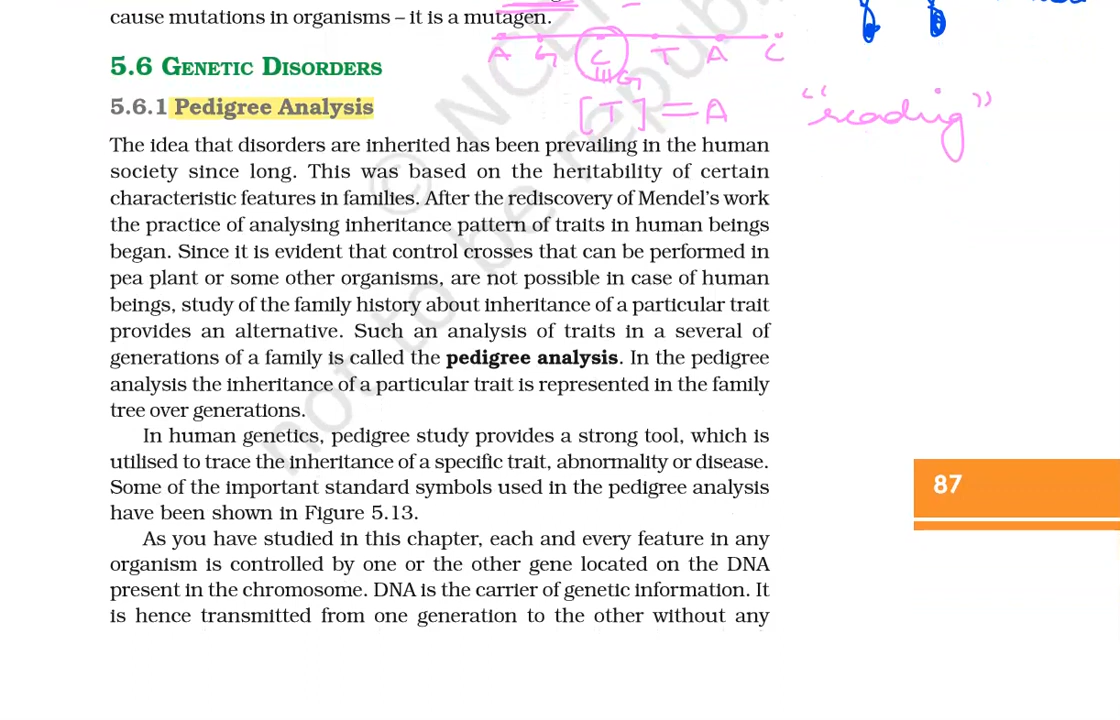 cause mutations in organisms – it is a mutagen.
A G C T A C
G
5.6 GENETIC DISORDERS
5.6.1 Pedigree Analysis
[T] = A
"reading"
The idea that disorders are inherited has been prevailing in the human
society since long. This was based on the heritability of certain
characteristic features in families. After the rediscovery of Mendel's work
the practice of analysing inheritance pattern of traits in human beings
began. Since it is evident that control crosses that can be performed in
pea plant or some other organisms, are not possible in case of human
beings, study of the family history about inheritance of a particular trait
provides an alternative. Such an analysis of traits in a several of
generations of a family is called the pedigree analysis. In the pedigree
analysis the inheritance of a particular trait is represented in the family
tree over generations.
In human genetics, pedigree study provides a strong tool, which is
utilised to trace the inheritance of a specific trait, abnormality or disease.
Some of the important standard symbols used in the pedigree analysis
have been shown in Figure 5.13.
As you have studied in this chapter, each and every feature in any
organism is controlled by one or the other gene located on the DNA
present in the chromosome. DNA is the carrier of genetic information. It
is hence transmitted from one generation to the other without any
87
© NCE
not to be republ